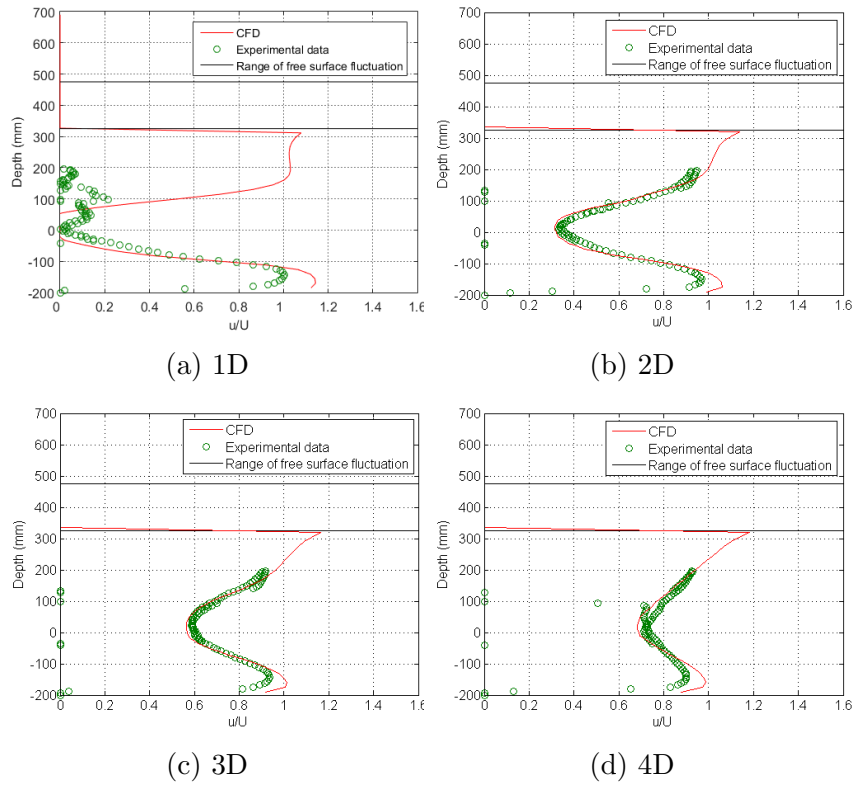 700
600
500
400
300
200
100
0
-100
-200
Depth (mm)
0 0.2 0.4 0.6 0.8 1 1.2 1.4 1.6
u/U
CFD
Experimental data
Range of free surface fluctuation
(a) 1D
700
600
500
400
300
200
100
0
-100
-200
Depth (mm)
0 0.2 0.4 0.6 0.8 1 1.2 1.4 1.6
u/U
CFD
Experimental data
Range of free surface fluctuation
(b) 2D
700
600
500
400
300
200
100
0
-100
-200
Depth (mm)
0 0.2 0.4 0.6 0.8 1 1.2 1.4 1.6
u/U
CFD
Experimental data
Range of free surface fluctuation
(c) 3D
700
600
500
400
300
200
100
0
-100
-200
Depth (mm)
0 0.2 0.4 0.6 0.8 1 1.2 1.4 1.6
u/U
CFD
Experimental data
Range of free surface fluctuation
(d) 4D